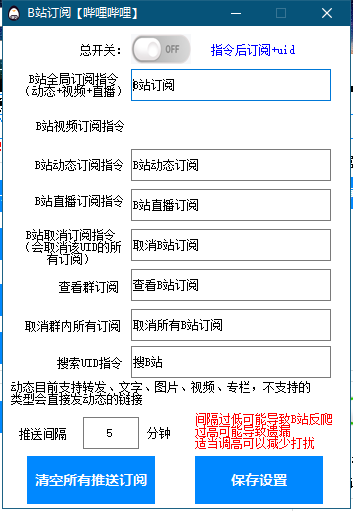 B站订阅【哔哩哔哩】
总开关：
OFF
指令后订阅+uid
B站全局订阅指令
（动态+视频+直播）
B站订阅
B站视频订阅指令
B站动态订阅指令
B站动态订阅
B站直播订阅指令
B站直播订阅
B站取消订阅指令
（会取消该UID的所
有订阅）
取消B站订阅
查看群订阅
查看B站订阅
取消群内所有订阅
取消所有B站订阅
搜索UID指令
搜B站
动态目前支持转发、文字、图片、视频、专栏，不支持的
类型会直接发动态的链接
推送间隔
5
分钟
间隔过低可能导致B站反爬
过高可能导致遗漏
适当调高可以减少打扰
清空所有推送订阅
保存设置